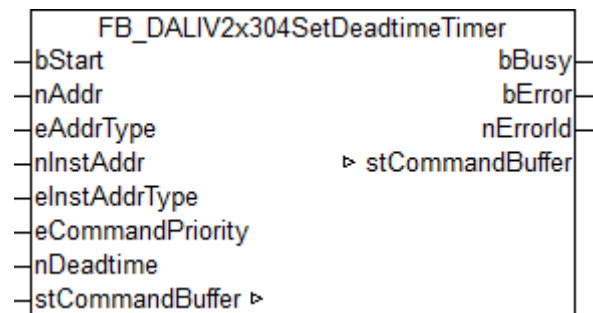 FB_DALIV2x304SetDeadtimeTimer
bStart bBusy
nAddr bError
eAddrType nErrorId
nInstAddr ▹ stCommandBuffer
eInstAddrType
eCommandPriority
nDeadtime
stCommandBuffer ▹